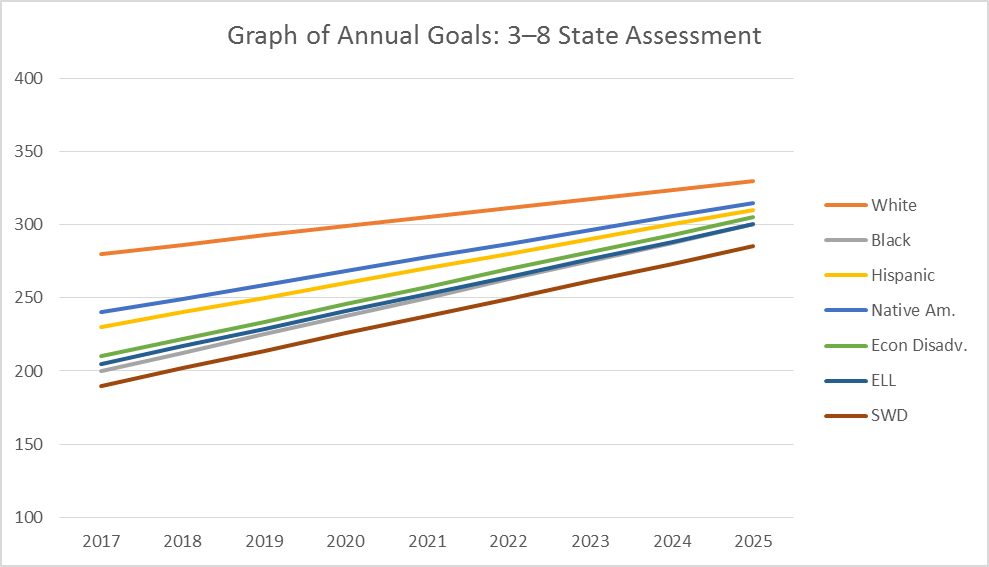 Graph of Annual Goals: 3–8 State Assessment
400
350
300
250
200
150
100
2017 2018 2019 2020 2021 2022 2023 2024 2025
White
Black
Hispanic
Native Am.
Econ Disadv.
ELL
SWD